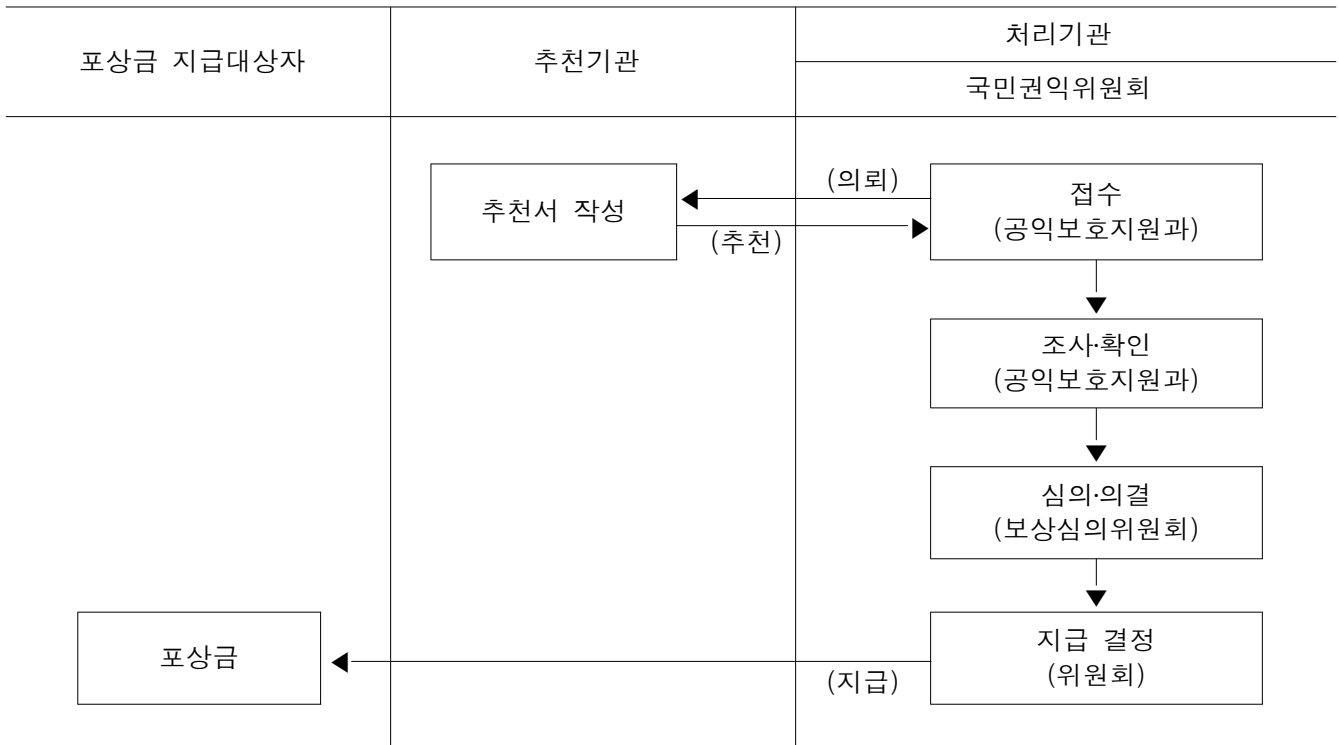 포상금 지급대상자
추천기관
처리기관
국민권익위원회
추천서 작성
(의뢰)
(추천)
접수
(공익보호지원과)
조사·확인
(공익보호지원과)
심의·의결
(보상심의위원회)
지급 결정
(위원회)
(지급)
포상금